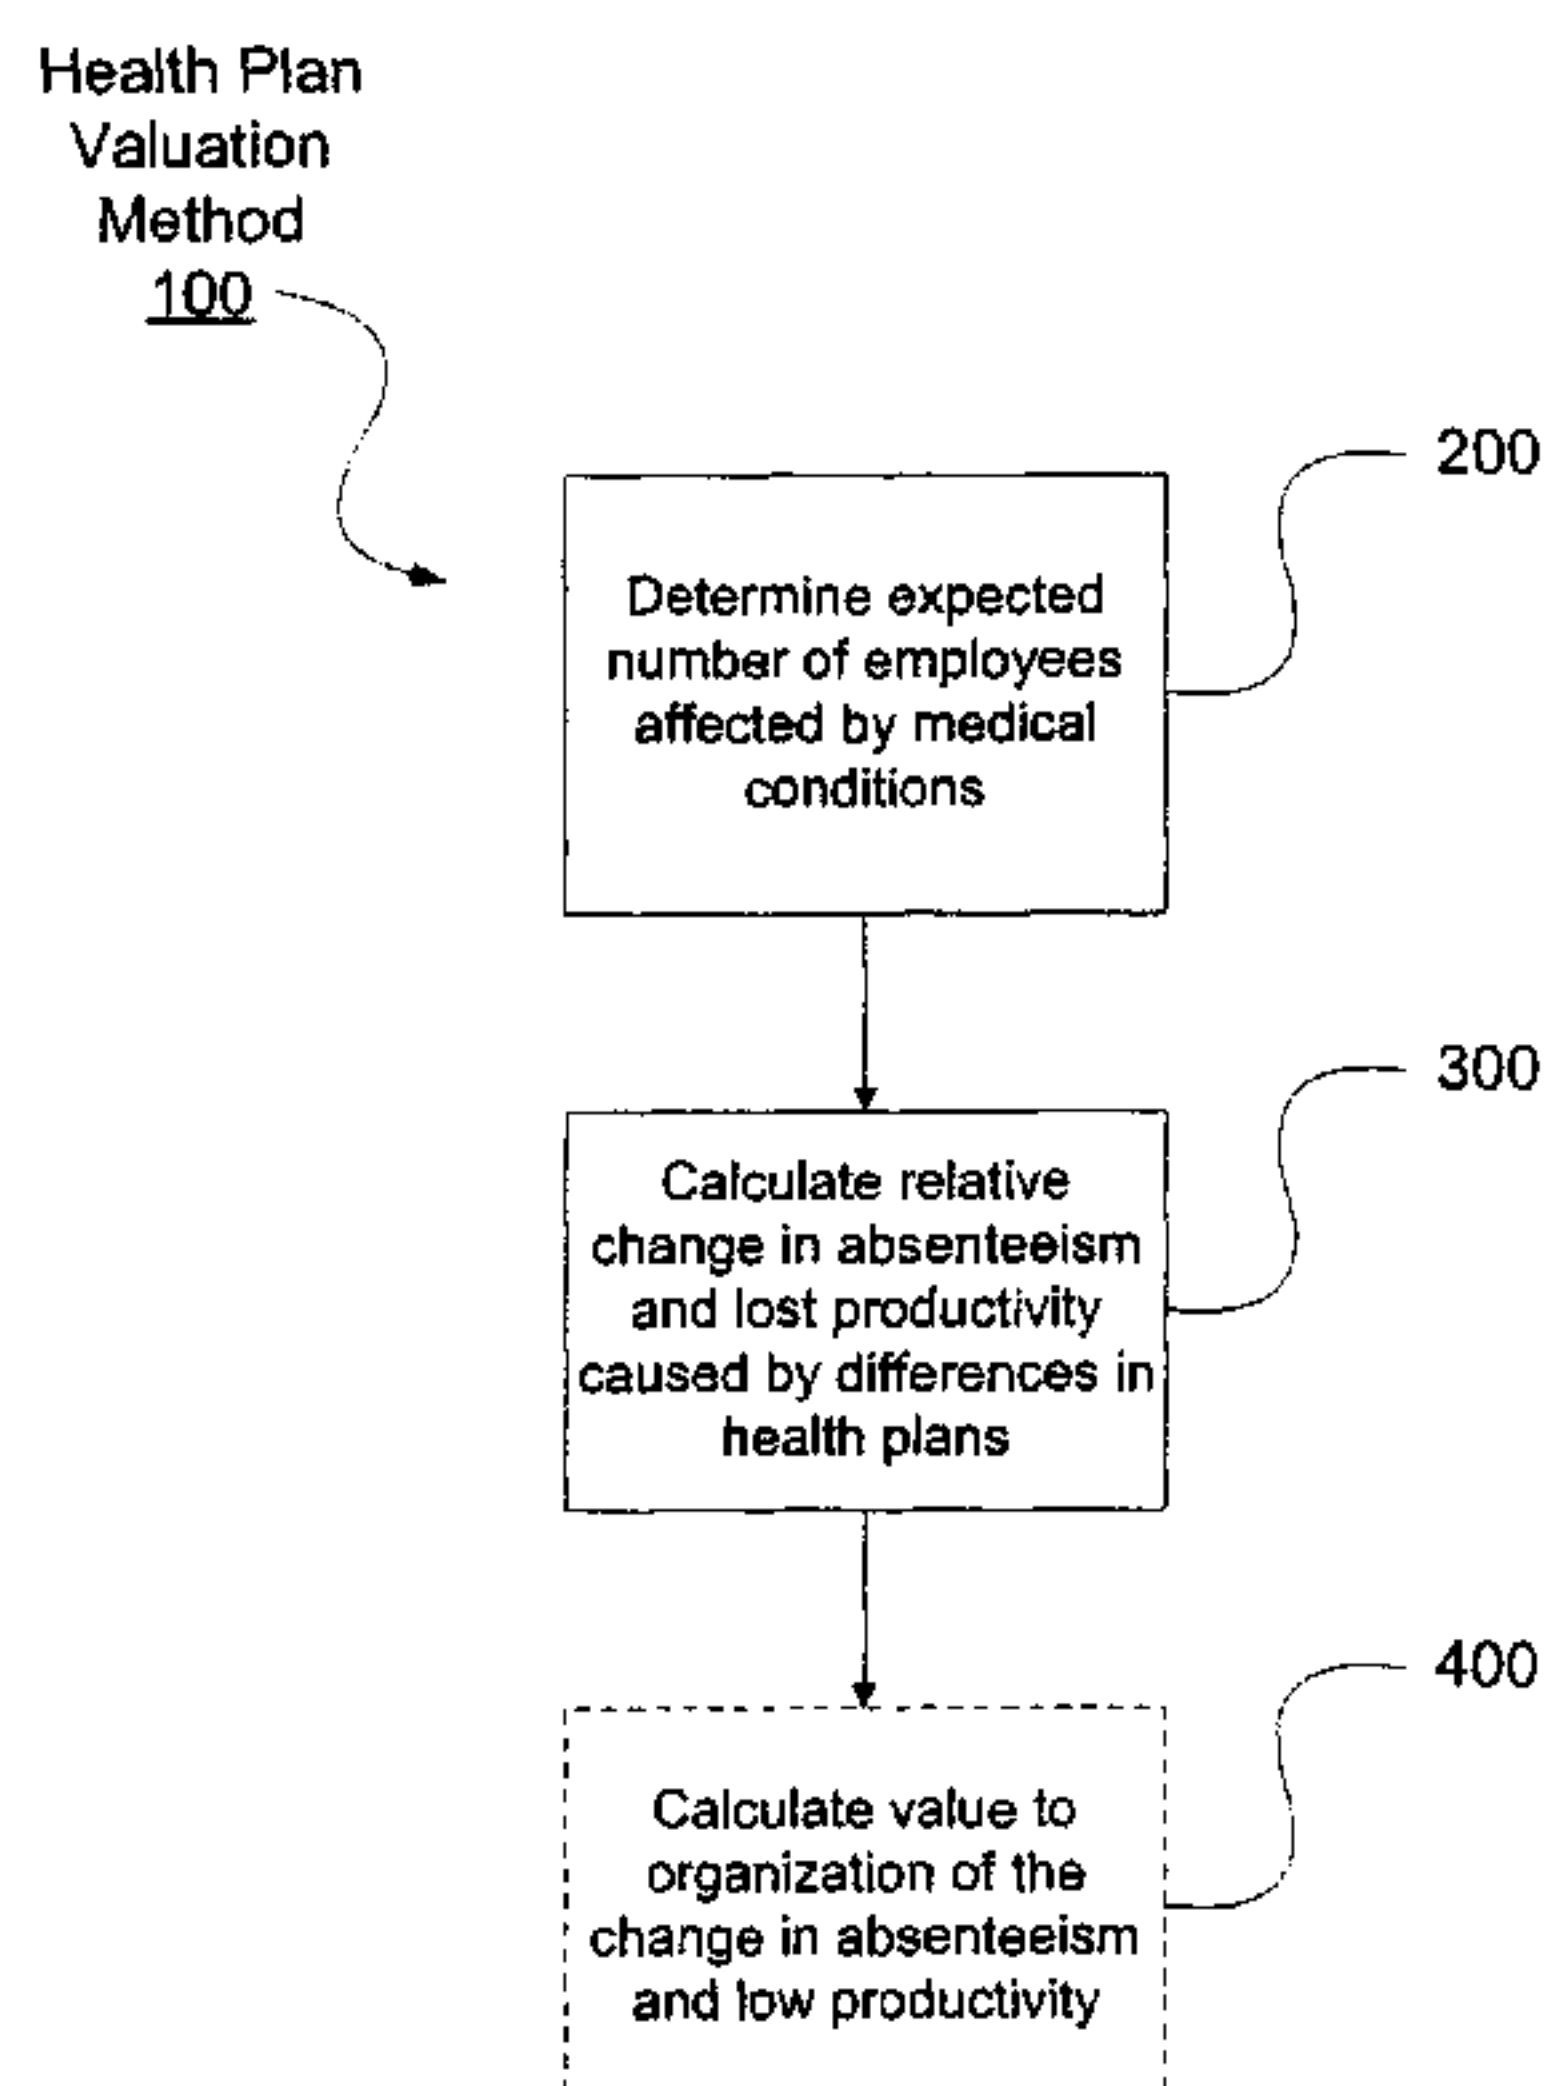 Health Plan
Valuation
Method
100
200
Determine expected
number of employees
affected by medical
conditions
300
Calculate relative
change in absenteeism
and lost productivity
caused by differences in
health plans
400
Calculate value to
organization of the
change in absenteeism
and low productivity